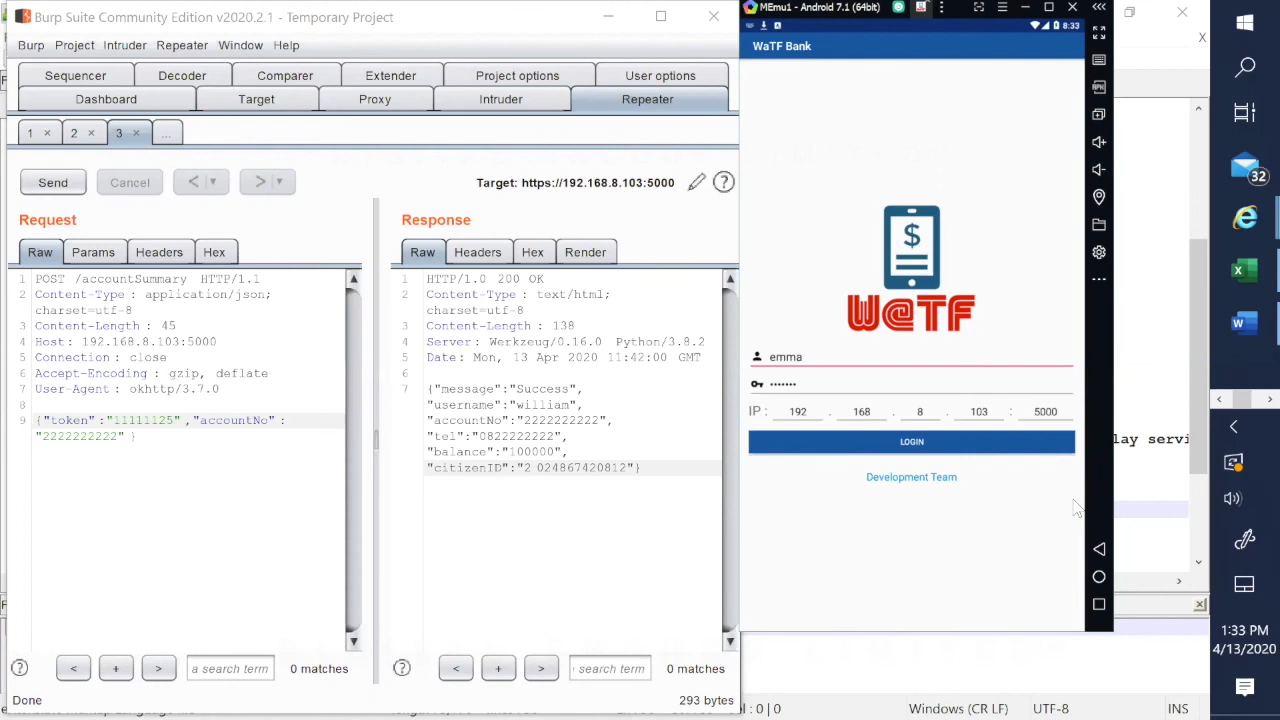 Burp Suite Community Edition v2020.2.1 - Temporary Project
Burp Project Intruder Repeater Window Help
Sequencer Decoder Comparer Extender Project options User options
Dashboard Target Proxy Intruder Repeater
1 × 2 × 3 × ...
Send Cancel < > Target: https://192.168.8.103:5000 ?
Request
Raw Params Headers Hex
1 POST /accountSummary HTTP/1.1
2 Content-Type : application/json;
charset=utf-8
3 Content-Length : 45
4 Host: 192.168.8.103:5000
5 Connection: close
6 Accept-Encoding : gzip, deflate
7 User-Agent : okhttp/3.7.0
8
9 {"token":"11111125","accountNo":
"2222222222" }
? < + > a search term 0 matches
Response
Raw Headers Hex Render
1 HTTP/1.0 200 OK
2 Content-Type : text/html;
charset=utf-8
3 Content-Length : 138
4 Server: Werkzeug/0.16.0 Python/3.8.2
5 Date: Mon, 13 Apr 2020 11:42:00 GMT
6
7 {"message":"Success",
"username":"william",
"accountNo":"2222222222",
"tel":"0822222222",
"balance":"100000",
"citizenID":"2 024867420812"}
? < + > search term 0 matches
Done 293 bytes
MEmu1 - Android 7.1 (64bit)
8:33
WaTF Bank
$
W@TF
emma
•••••••
IP : 192 . 168 . 8 . 103 : 5000
LOGIN
Development Team
APK
X
lay servi
: 0 | 0 Windows (CR LF) UTF-8 INS
32
1:33 PM
4/13/2020